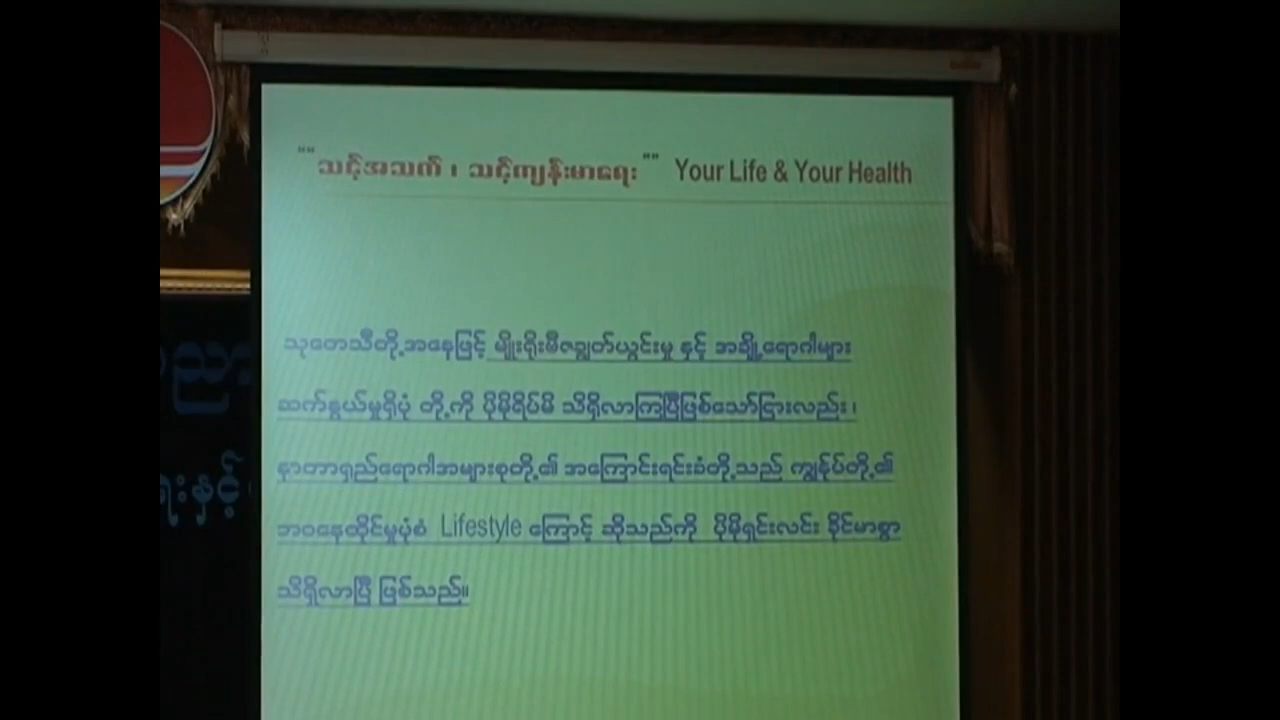 ““သင့်အသက် ၊ သင့်ကျန်းမာရေး”” Your Life & Your Health
သုတေသီတို့အနေဖြင့် မျိုးရိုးဗီဇချွတ်ယွင်းမှု နှင့် အချို့ရောဂါများ
ဆက်နွယ်မှုရှိပုံ တို့ကို ပိုမိုရိပ်မိ သိရှိလာကြပြီဖြစ်သော်ငြားလည်း ၊
နာတာရှည်ရောဂါအများစုတို့၏ အကြောင်းရင်းခံတို့သည် ကျွန်ုပ်တို့၏
ဘဝနေထိုင်မှုပုံစံ Lifestyle ကြောင့် ဆိုသည်ကို ပိုမိုရှင်းလင်း ခိုင်မာစွာ
သိရှိလာပြီ ဖြစ်သည်။
ရေးနှင့်